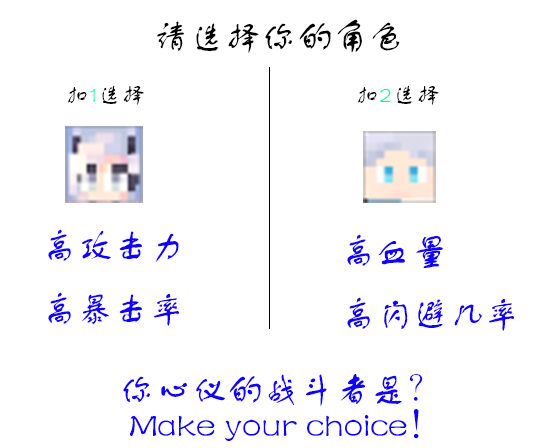 请选择你的角色
扣1选择
高攻击力
高暴击率
扣2选择
高血量
高闪避几率
你心仪的战斗者是?
Make your choice!